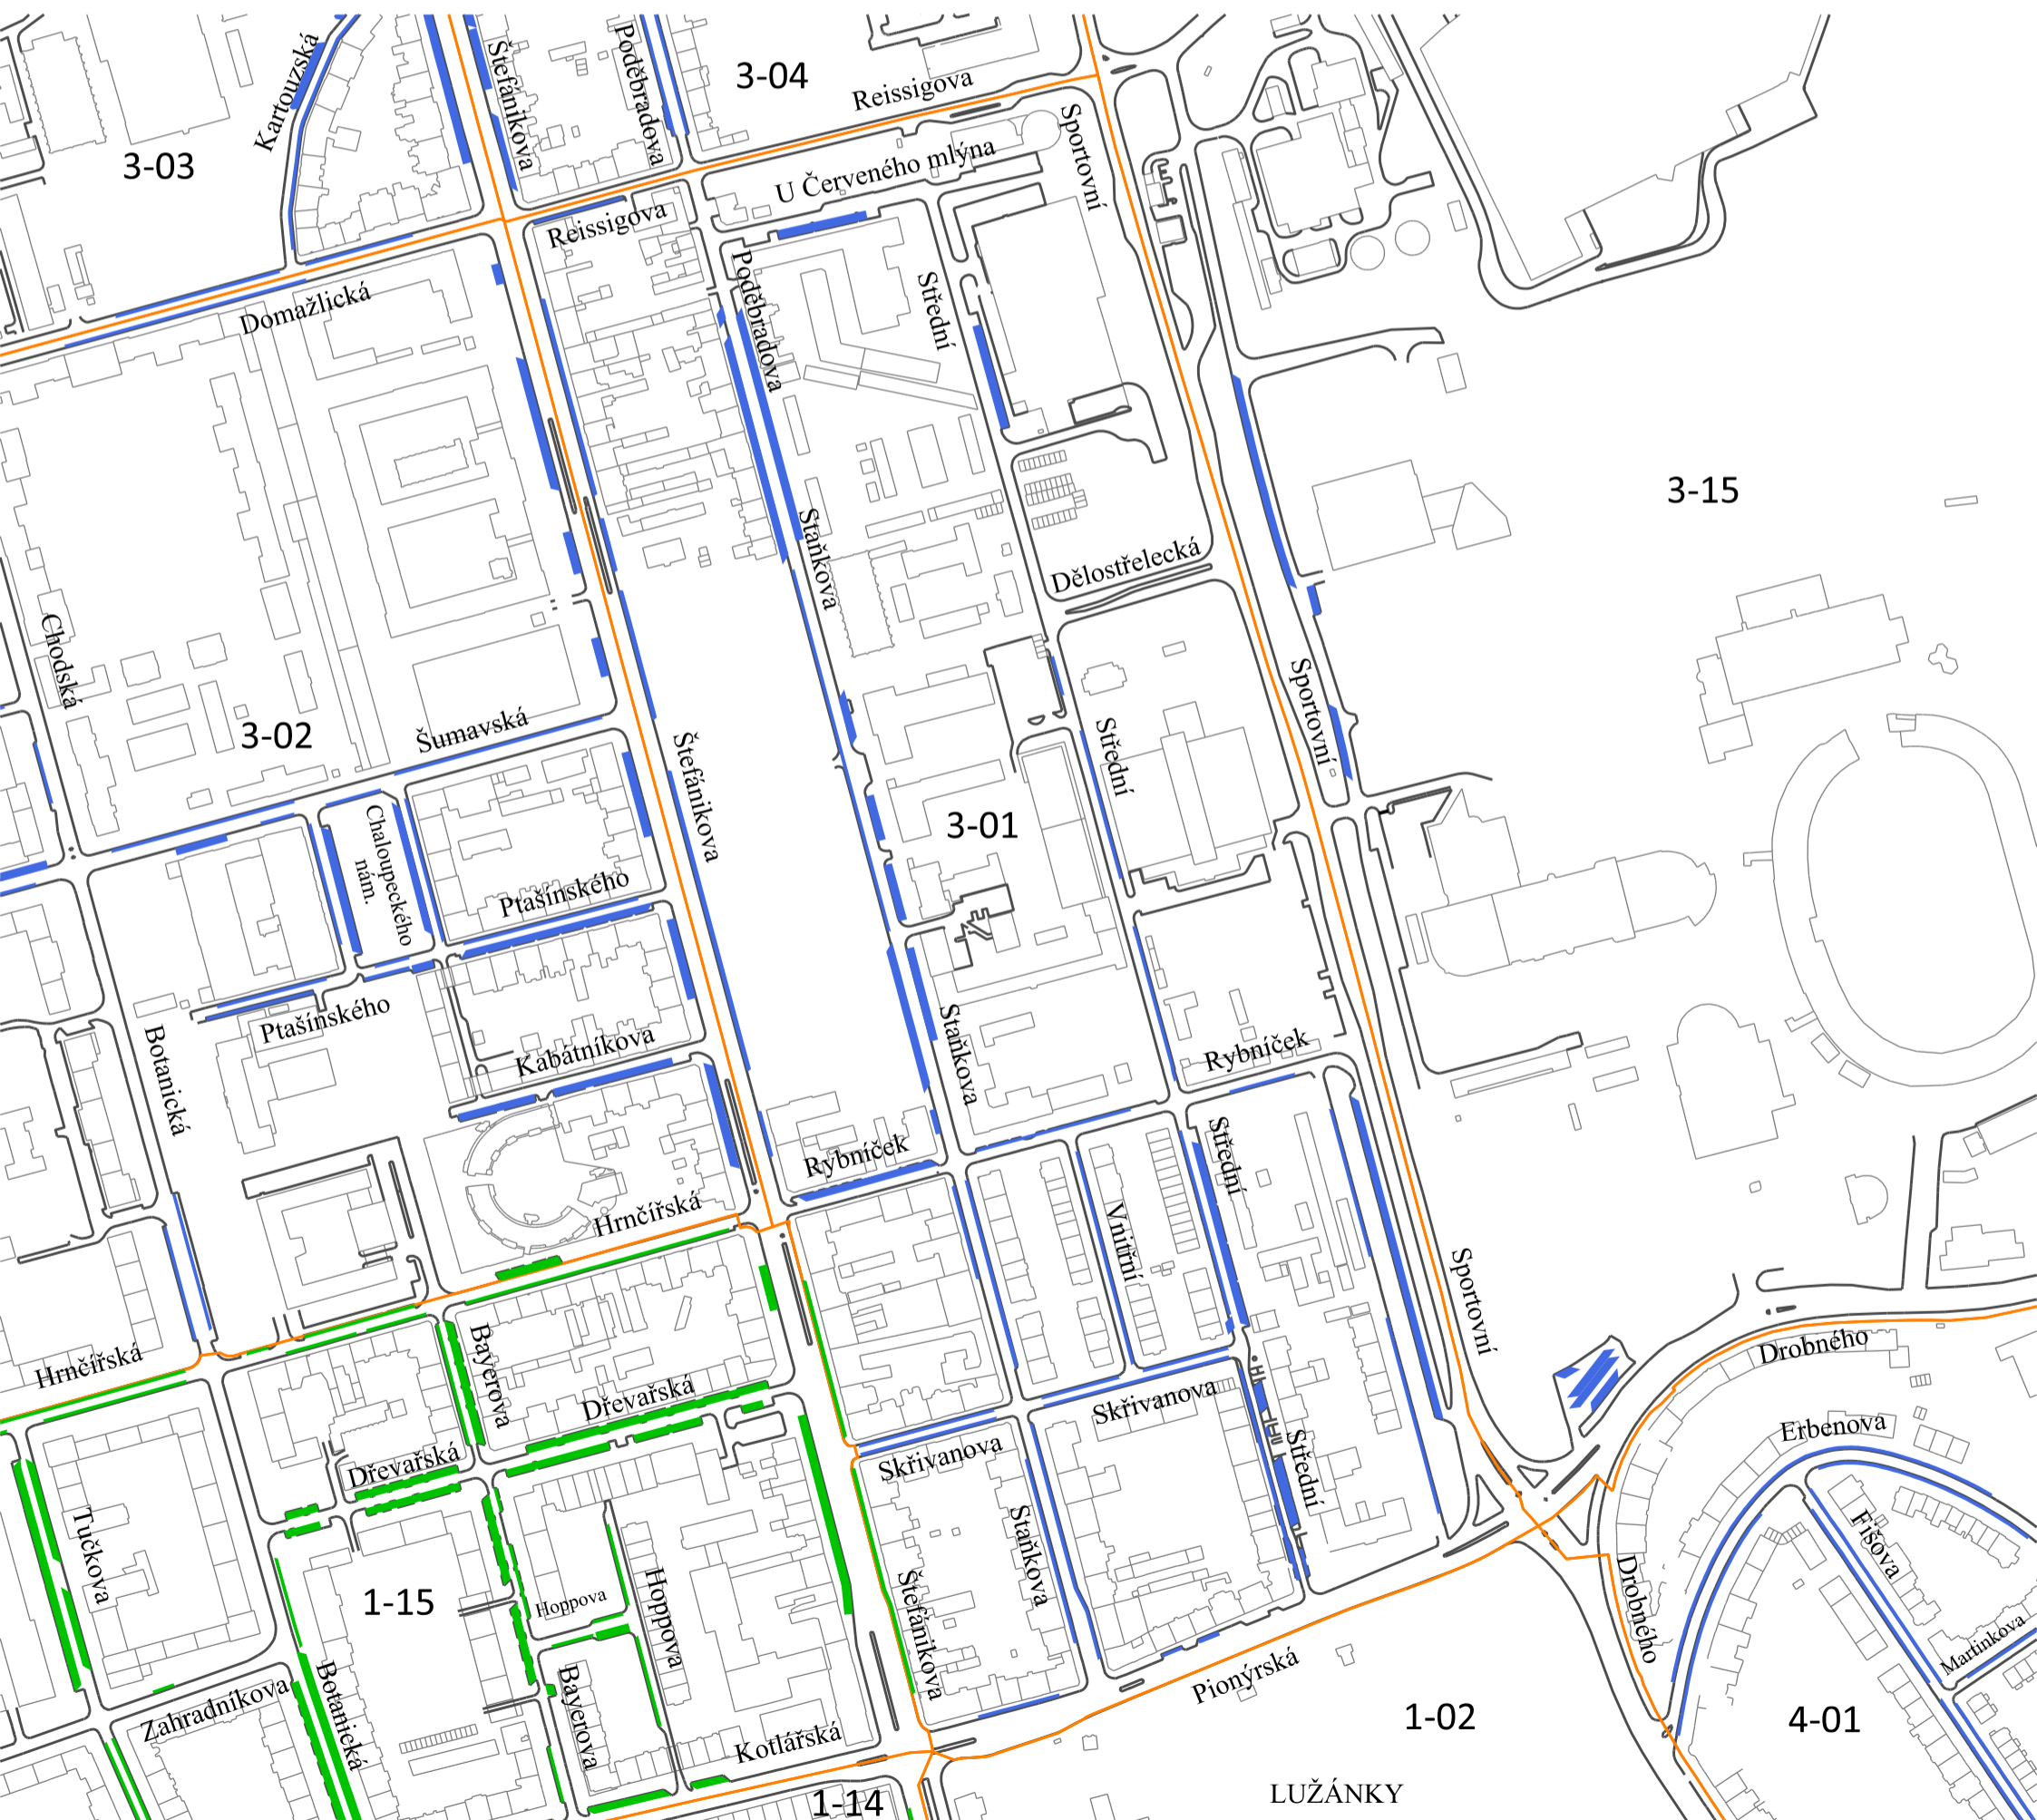 Kartouzská
Štefánikova
Poděbradova
3-04
Reissigova
Sportovní
3-03
U Červeného mlýna
Reissigova
Domažlická
Poděbradova
Střední
3-15
Staňkova
Dělostřelecká
Chodská
3-02
Šumavská
Štefánikova
Střední
Sportovní
Chaloupeckého
nám.
3-01
Ptašínského
Ptašínského
Botanická
Kabátníkova
Staňkova
Rybníček
Rybníček
Střední
Hrnčířská
Vnitřní
Sportovní
Hrnčířská
Bayerova
Dřevařská
Skřivanova
Drobného
Erbenova
Dřevařská
Skřivanova
Střední
Tučkova
Staňkova
Fišova
1-15
Hoppova
Hoppova
Štefánikova
Drobného
Martinkova
Zahradníkova
Botanická
Bayerova
Kotlářská
Pionýrská
1-02
4-01
1-14
LUŽÁNKY